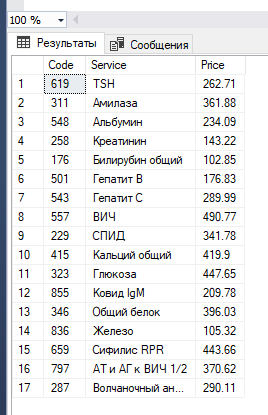 100 %
Результаты Сообщения
Code Service Price
1 619 TSH 262.71
2 311 Амилаза 361.88
3 548 Альбумин 234.09
4 258 Креатинин 143.22
5 176 Билирубин общий 102.85
6 501 Гепатит В 176.83
7 543 Гепатит С 289.99
8 557 ВИЧ 490.77
9 229 СПИД 341.78
10 415 Кальций общий 419.9
11 323 Глюкоза 447.65
12 855 Ковид IgM 209.78
13 346 Общий белок 396.03
14 836 Железо 105.32
15 659 Сифилис RPR 443.66
16 797 АТ и АГ к ВИЧ 1/2 370.62
17 287 Волчаночный ан... 290.11